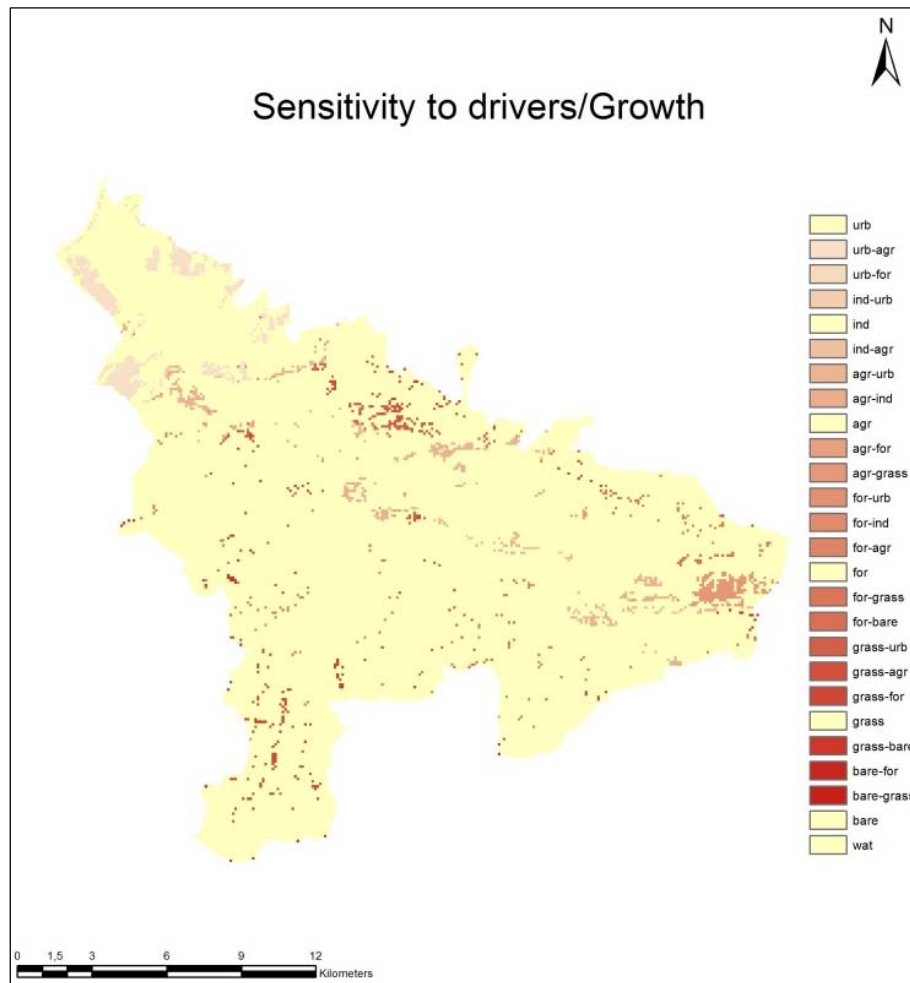 N
Sensitivity to drivers/Growth
urb
urb-agr
urb-for
ind-urb
ind
ind-agr
agr-urb
agr-ind
agr
agr-for
agr-grass
for-urb
for-ind
for-agr
for
for-grass
for-bare
grass-urb
grass-agr
grass-for
grass
grass-bare
bare-for
bare-grass
bare
wat
0 1,5 3 6 9 12
Kilometers